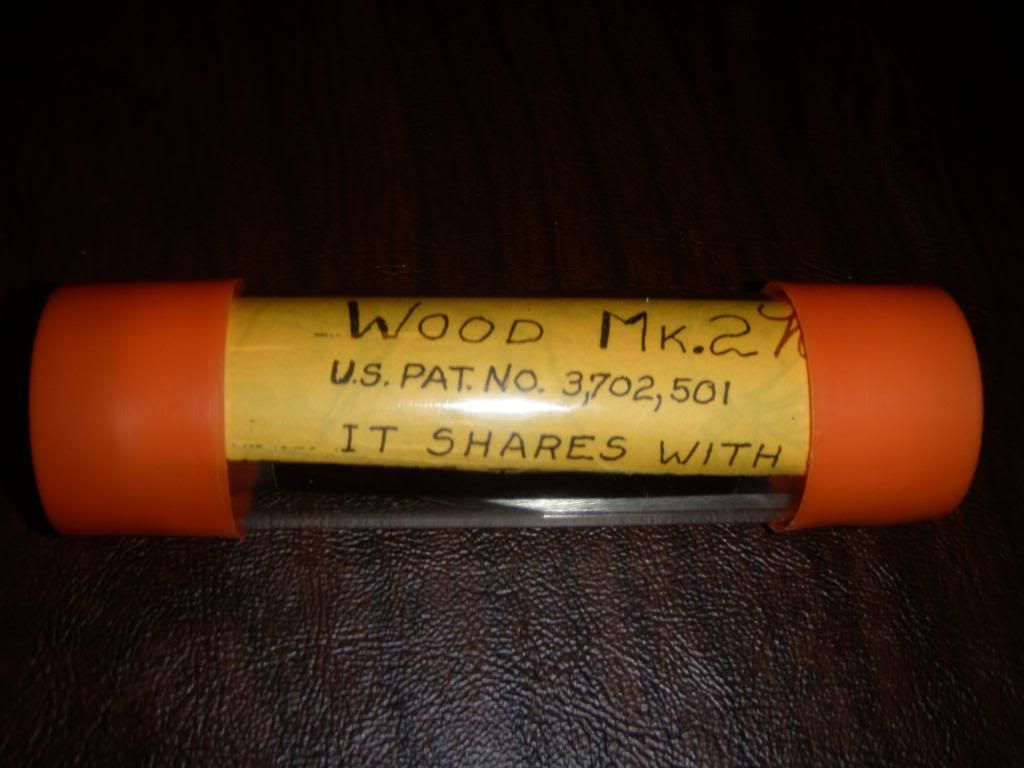 WOOD MK.2
U.S. PAT. NO. 3,702,501
IT SHARES WITH